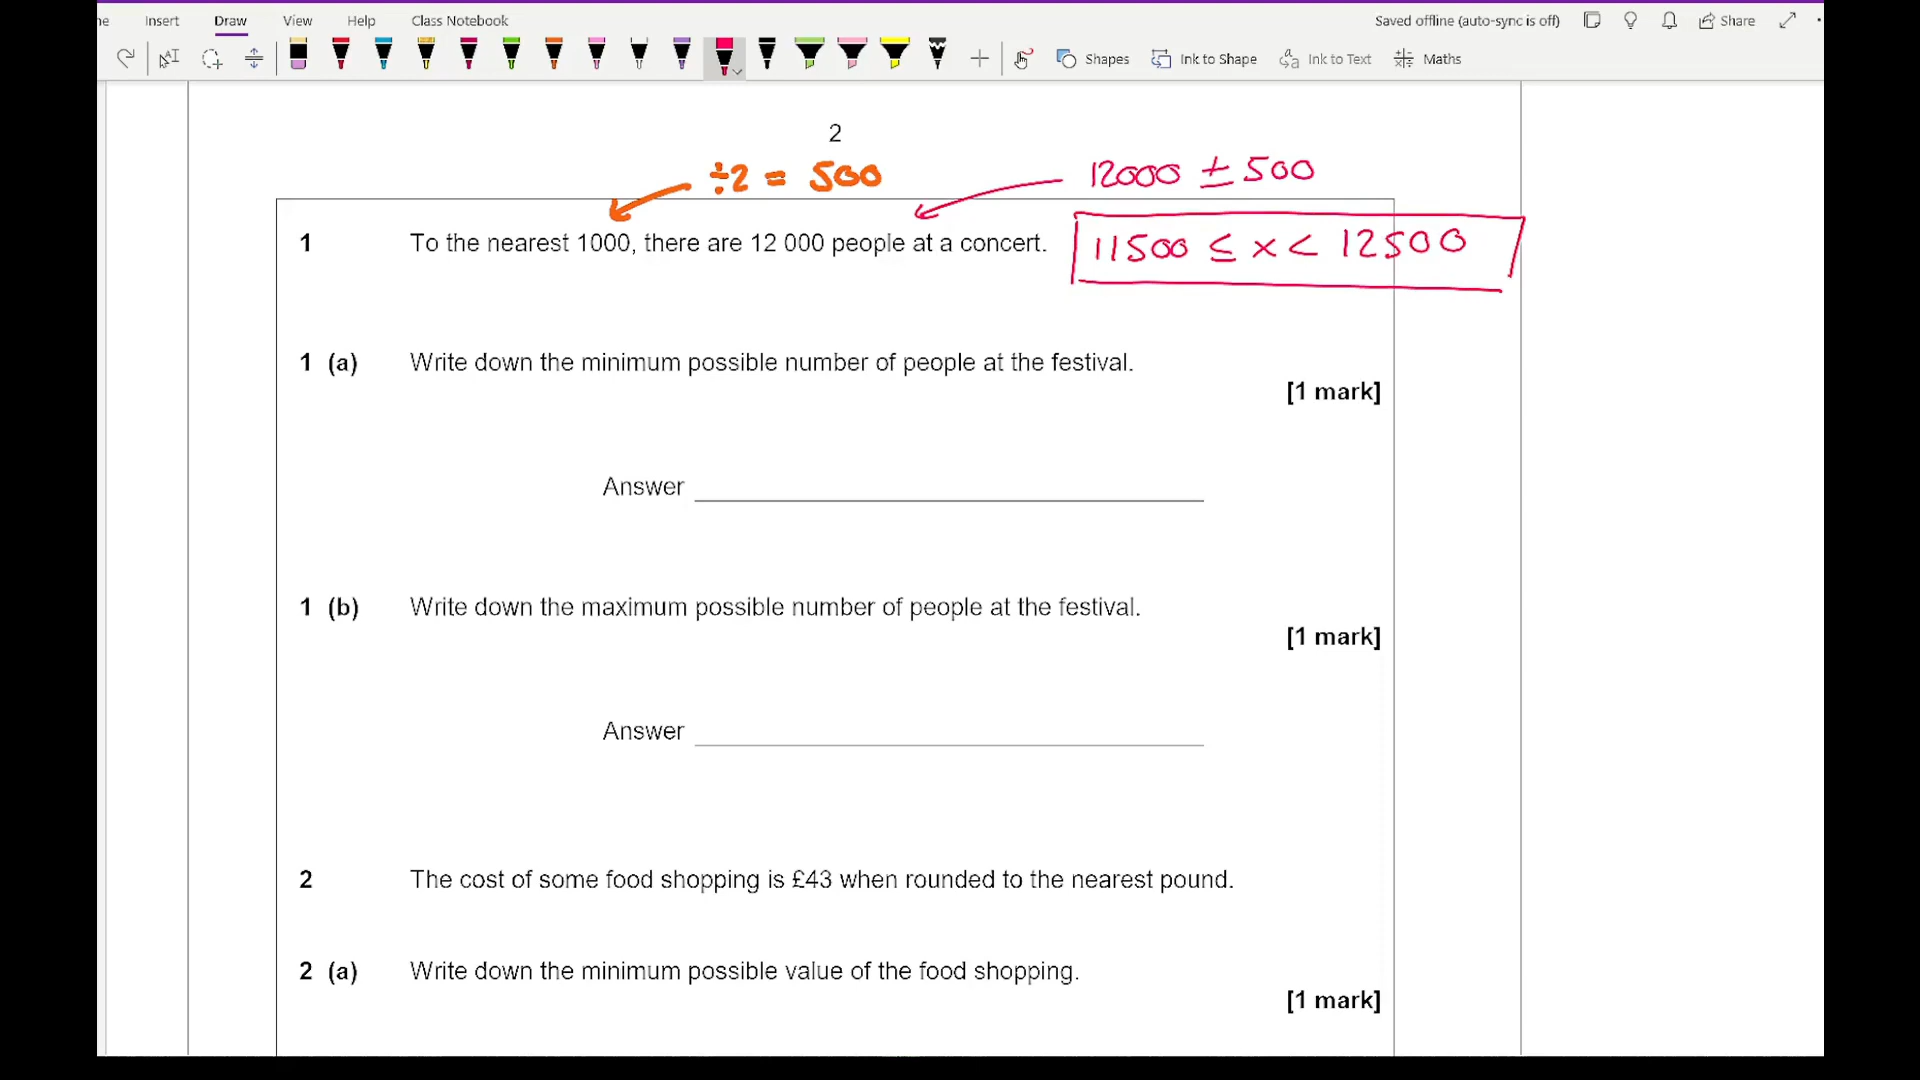 ne Insert Draw View Help Class Notebook Saved offline (auto-sync is off) Share
Shapes Ink to Shape Ink to Text Maths
2
÷2 = 500 12000 ± 500
1 To the nearest 1000, there are 12 000 people at a concert. 11500 ≤ x < 12500
1 (a) Write down the minimum possible number of people at the festival.
[1 mark]
Answer
1 (b) Write down the maximum possible number of people at the festival.
[1 mark]
Answer
2 The cost of some food shopping is £43 when rounded to the nearest pound.
2 (a) Write down the minimum possible value of the food shopping.
[1 mark]